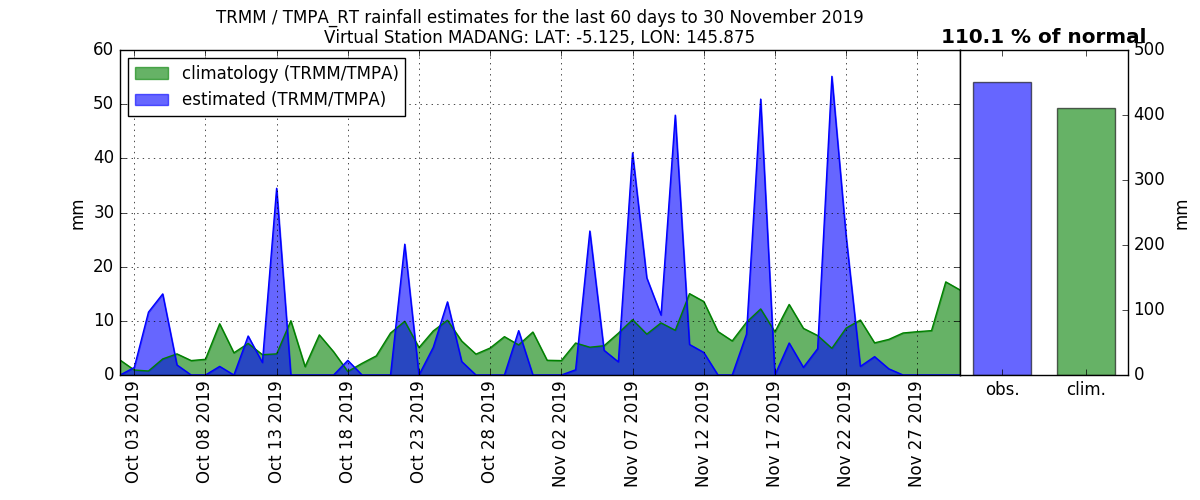 TRMM / TMPA_RT rainfall estimates for the last 60 days to 30 November 2019
Virtual Station MADANG: LAT: -5.125, LON: 145.875
110.1 % of normal
climatology (TRMM/TMPA)
estimated (TRMM/TMPA)
60
50
40
30
20
10
0
mm
500
400
300
200
100
0
mm
Oct 03 2019
Oct 08 2019
Oct 13 2019
Oct 18 2019
Oct 23 2019
Oct 28 2019
Nov 02 2019
Nov 07 2019
Nov 12 2019
Nov 17 2019
Nov 22 2019
Nov 27 2019
obs.
clim.